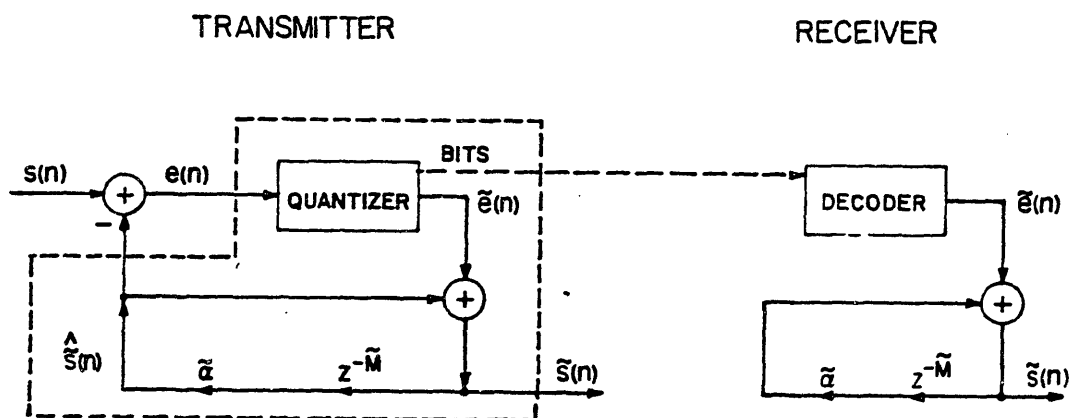 TRANSMITTER RECEIVER
BITS
s(n) e(n) QUANTIZER ẽ(n) DECODER ẽ(n)
+ + +
−
ŝ̃(n) α̃ z^-M̃ s̃(n) α̃ z^-M̃ s̃(n)